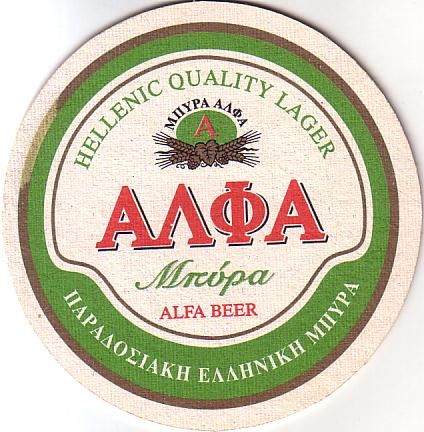 HELLENIC QUALITY LAGER
ΜΠΥΡΑ ΑΛΦΑ
Α
ΑΛΦΑ
Μπύρα
ALFA BEER
ΠΑΡΑΔΟΣΙΑΚΗ ΕΛΛΗΝΙΚΗ ΜΠΥΡΑ